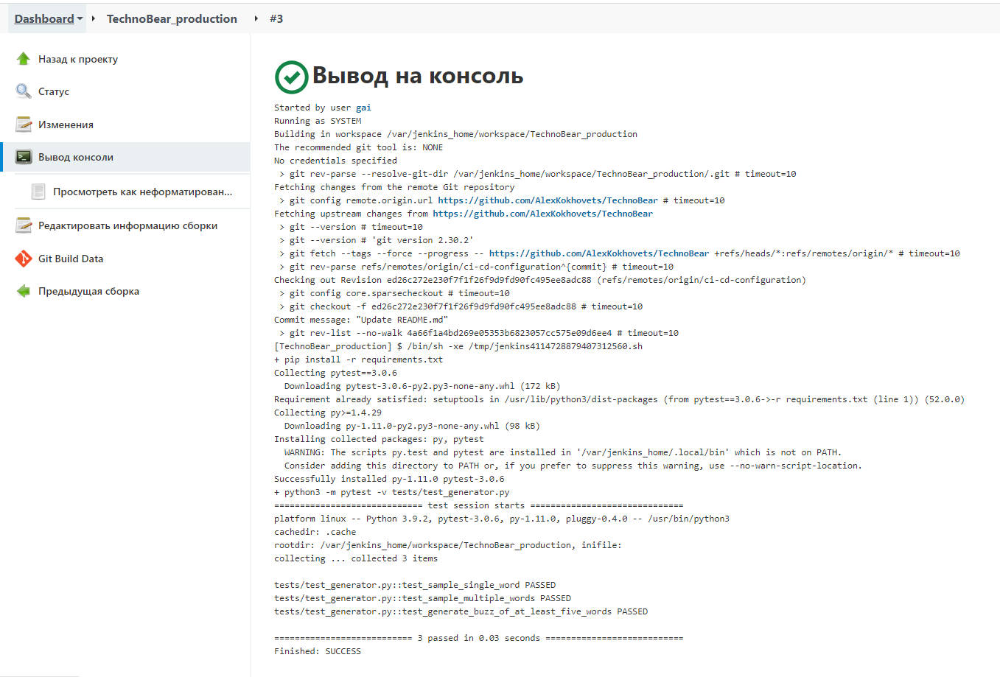 Dashboard
TechnoBear_production
#3
Назад к проекту
Статус
Изменения
Вывод консоли
Просмотреть как неформатирован...
Редактировать информацию сборки
Git Build Data
Предыдущая сборка
Вывод на консоль
Started by user gai
Running as SYSTEM
Building in workspace /var/jenkins_home/workspace/TechnoBear_production
The recommended git tool is: NONE
No credentials specified
 > git rev-parse --resolve-git-dir /var/jenkins_home/workspace/TechnoBear_production/.git # timeout=10
Fetching changes from the remote Git repository
 > git config remote.origin.url https://github.com/AlexKokhovets/TechnoBear # timeout=10
Fetching upstream changes from https://github.com/AlexKokhovets/TechnoBear
 > git --version # timeout=10
 > git --version # 'git version 2.30.2'
 > git fetch --tags --force --progress -- https://github.com/AlexKokhovets/TechnoBear +refs/heads/*:refs/remotes/origin/* # timeout=10
 > git rev-parse refs/remotes/origin/ci-cd-configuration^{commit} # timeout=10
Checking out Revision ed26c272e230f7f1f26f9d9fd90fc495ee8adc88 (refs/remotes/origin/ci-cd-configuration)
 > git config core.sparsecheckout # timeout=10
 > git checkout -f ed26c272e230f7f1f26f9d9fd90fc495ee8adc88 # timeout=10
Commit message: "Update README.md"
 > git rev-list --no-walk 4a66f1a4bd269e05353b6823057cc575e09d6ee4 # timeout=10
[TechnoBear_production] $ /bin/sh -xe /tmp/jenkins4114728879407312560.sh
+ pip install -r requirements.txt
Collecting pytest==3.0.6
  Downloading pytest-3.0.6-py2.py3-none-any.whl (172 kB)
Requirement already satisfied: setuptools in /usr/lib/python3/dist-packages (from pytest==3.0.6->-r requirements.txt (line 1)) (52.0.0)
Collecting py>=1.4.29
  Downloading py-1.11.0-py2.py3-none-any.whl (98 kB)
Installing collected packages: py, pytest
  WARNING: The scripts py.test and pytest are installed in '/var/jenkins_home/.local/bin' which is not on PATH.
  Consider adding this directory to PATH or, if you prefer to suppress this warning, use --no-warn-script-location.
Successfully installed py-1.11.0 pytest-3.0.6
+ python3 -m pytest -v tests/test_generator.py
============================= test session starts ==============================
platform linux -- Python 3.9.2, pytest-3.0.6, py-1.11.0, pluggy-0.4.0 -- /usr/bin/python3
cachedir: .cache
rootdir: /var/jenkins_home/workspace/TechnoBear_production, inifile:
collecting ... collected 3 items
tests/test_generator.py::test_sample_single_word PASSED
tests/test_generator.py::test_sample_multiple_words PASSED
tests/test_generator.py::test_generate_buzz_of_at_least_five_words PASSED
=========================== 3 passed in 0.03 seconds ===========================
Finished: SUCCESS